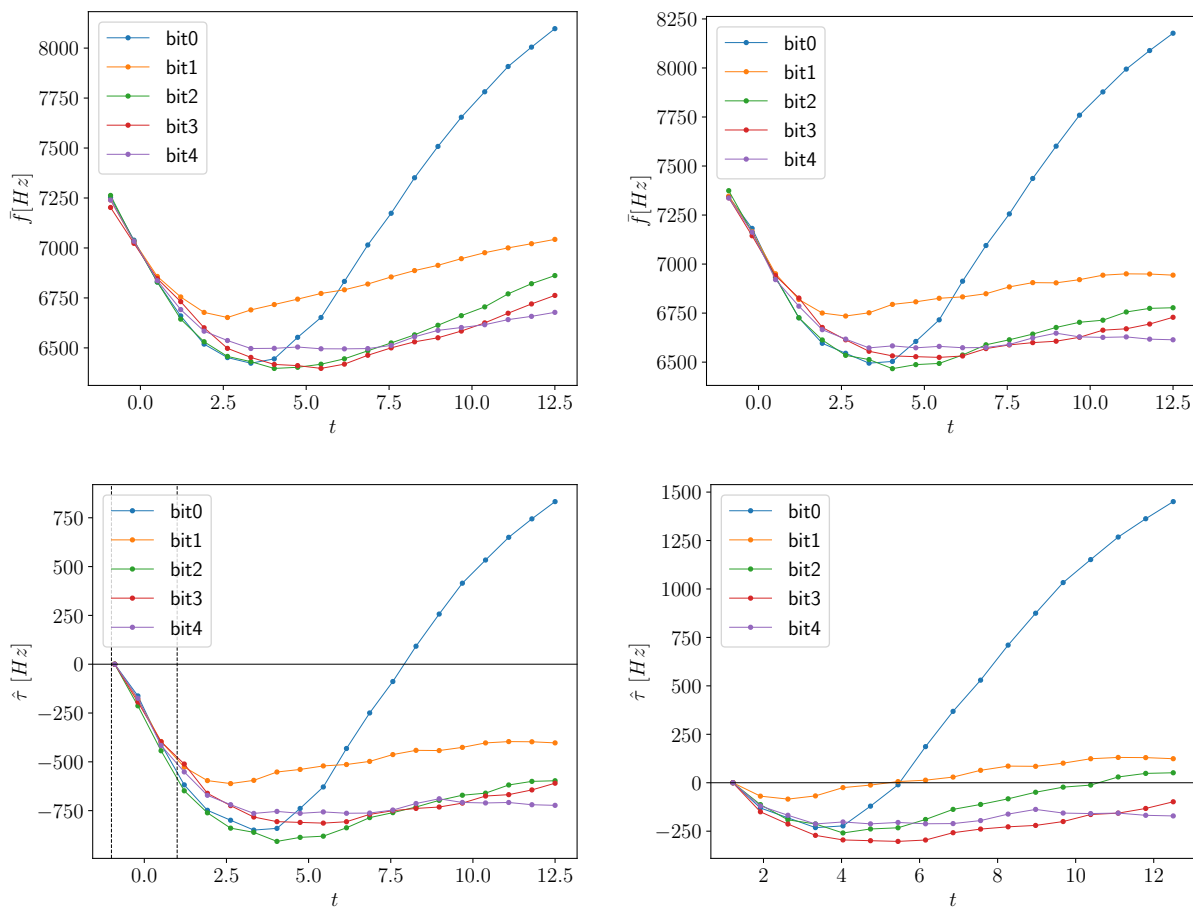 8000
7750
7500
7250
7000
6750
6500
f̄[Hz]
bit0
bit1
bit2
bit3
bit4
0.0 2.5 5.0 7.5 10.0 12.5
t
8250
8000
7750
7500
7250
7000
6750
6500
f̄[Hz]
bit0
bit1
bit2
bit3
bit4
0.0 2.5 5.0 7.5 10.0 12.5
t
750
500
250
0
−250
−500
−750
τ̂ [Hz]
bit0
bit1
bit2
bit3
bit4
0.0 2.5 5.0 7.5 10.0 12.5
t
1500
1250
1000
750
500
250
0
−250
τ̂ [Hz]
bit0
bit1
bit2
bit3
bit4
2 4 6 8 10 12
t